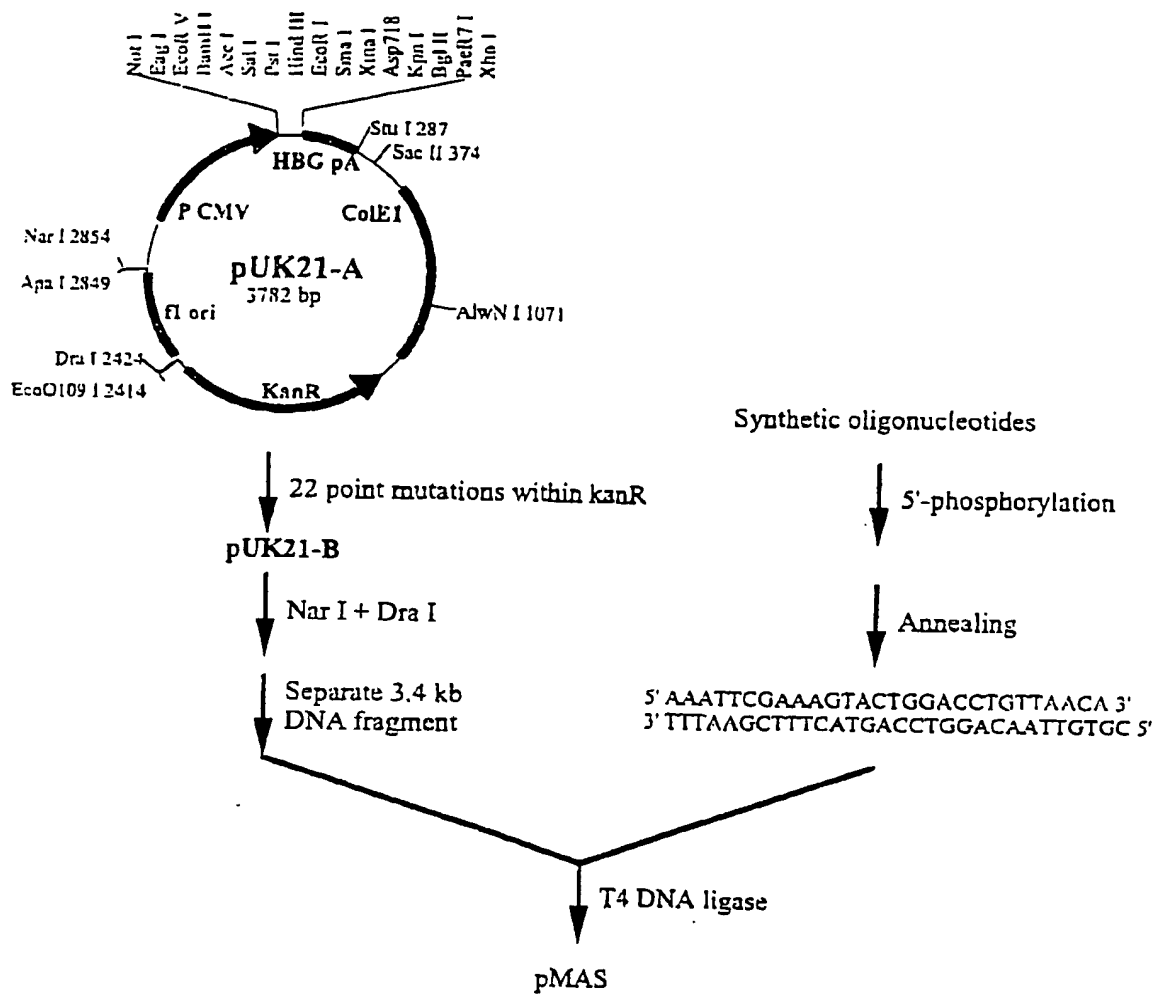 Not I
Eag I
EcoR V
BamH I
Acc I
Sal I
Pst I
Hind III
EcoR I
Sma I
Xma I
Asp718
Kpn I
Bgl II
PaeR7 I
Xho I
Stu I 287
Sac II 374
HBG pA
P CMV
ColE1
Nar I 2854
pUK21-A
Apa I 2849
3782 bp
f1 ori
AlwN I 1071
Dra I 2424
EcoO109 I 2414
KanR
Synthetic oligonucleotides
22 point mutations within kanR
5'-phosphorylation
pUK21-B
Nar I + Dra I
Annealing
Separate 3.4 kb
DNA fragment
5' AAATTCGAAAGTACTGGACCTGTTAACA 3'
3' TTTAAGCTTTCATGACCTGGACAATTGTGC 5'
T4 DNA ligase
pMAS